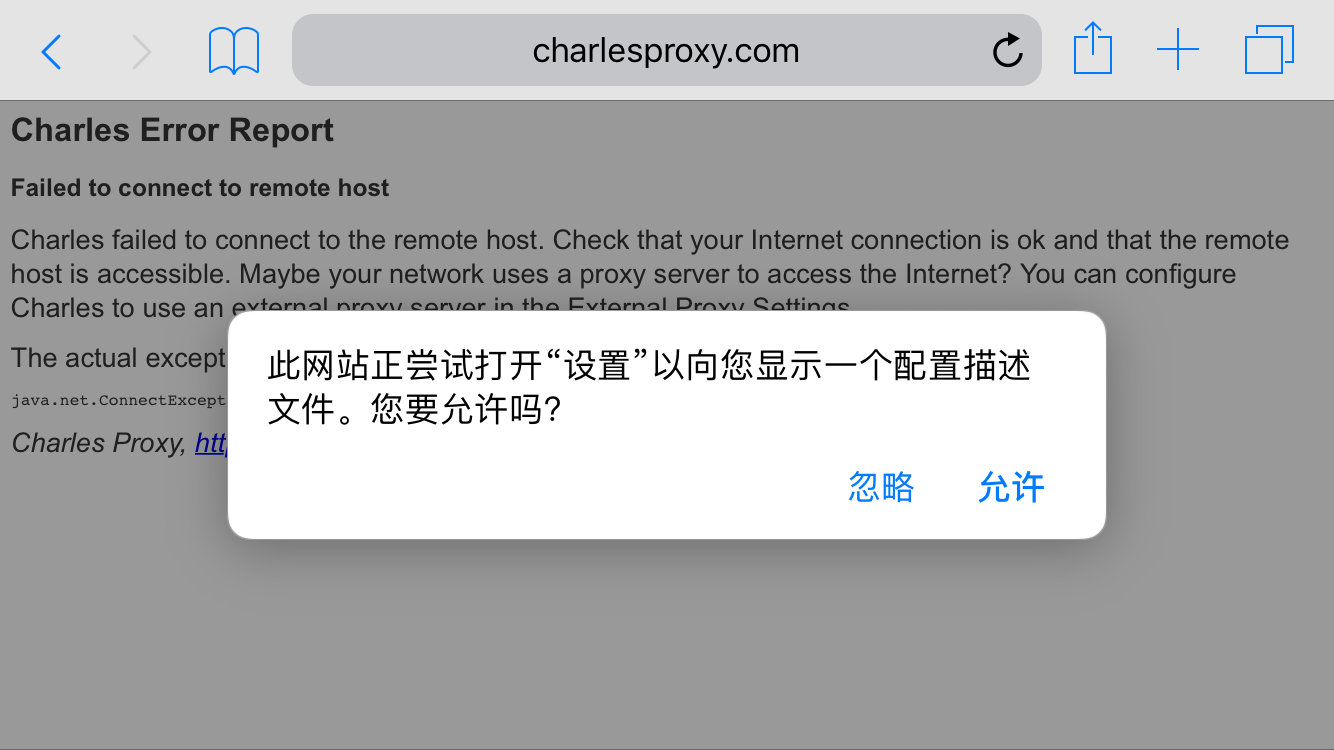 charlesproxy.com
Charles Error Report
Failed to connect to remote host
Charles failed to connect to the remote host. Check that your Internet connection is ok and that the remote
host is accessible. Maybe your network uses a proxy server to access the Internet? You can configure
Charles to use an external proxy server in the External Proxy Settings
The actual except
java.net.ConnectExcept
Charles Proxy, htt
此网站正尝试打开“设置”以向您显示一个配置描述
文件。您要允许吗?
忽略 允许